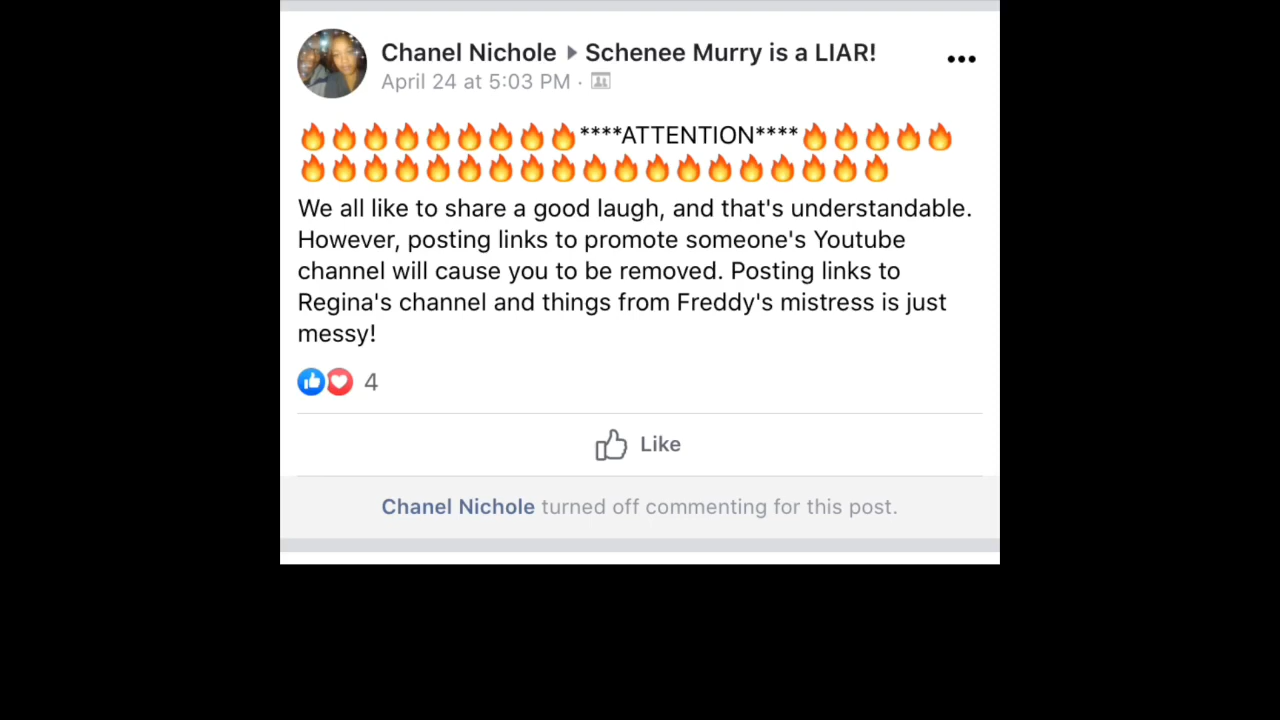 Chanel Nichole ▶ Schenee Murry is a LIAR!
April 24 at 5:03 PM ·
🔥🔥🔥🔥🔥🔥🔥🔥🔥****ATTENTION****🔥🔥🔥🔥🔥
🔥🔥🔥🔥🔥🔥🔥🔥🔥🔥🔥🔥🔥🔥🔥🔥🔥🔥🔥
We all like to share a good laugh, and that's understandable.
However, posting links to promote someone's Youtube
channel will cause you to be removed. Posting links to
Regina's channel and things from Freddy's mistress is just
messy!
4
Like
Chanel Nichole turned off commenting for this post.